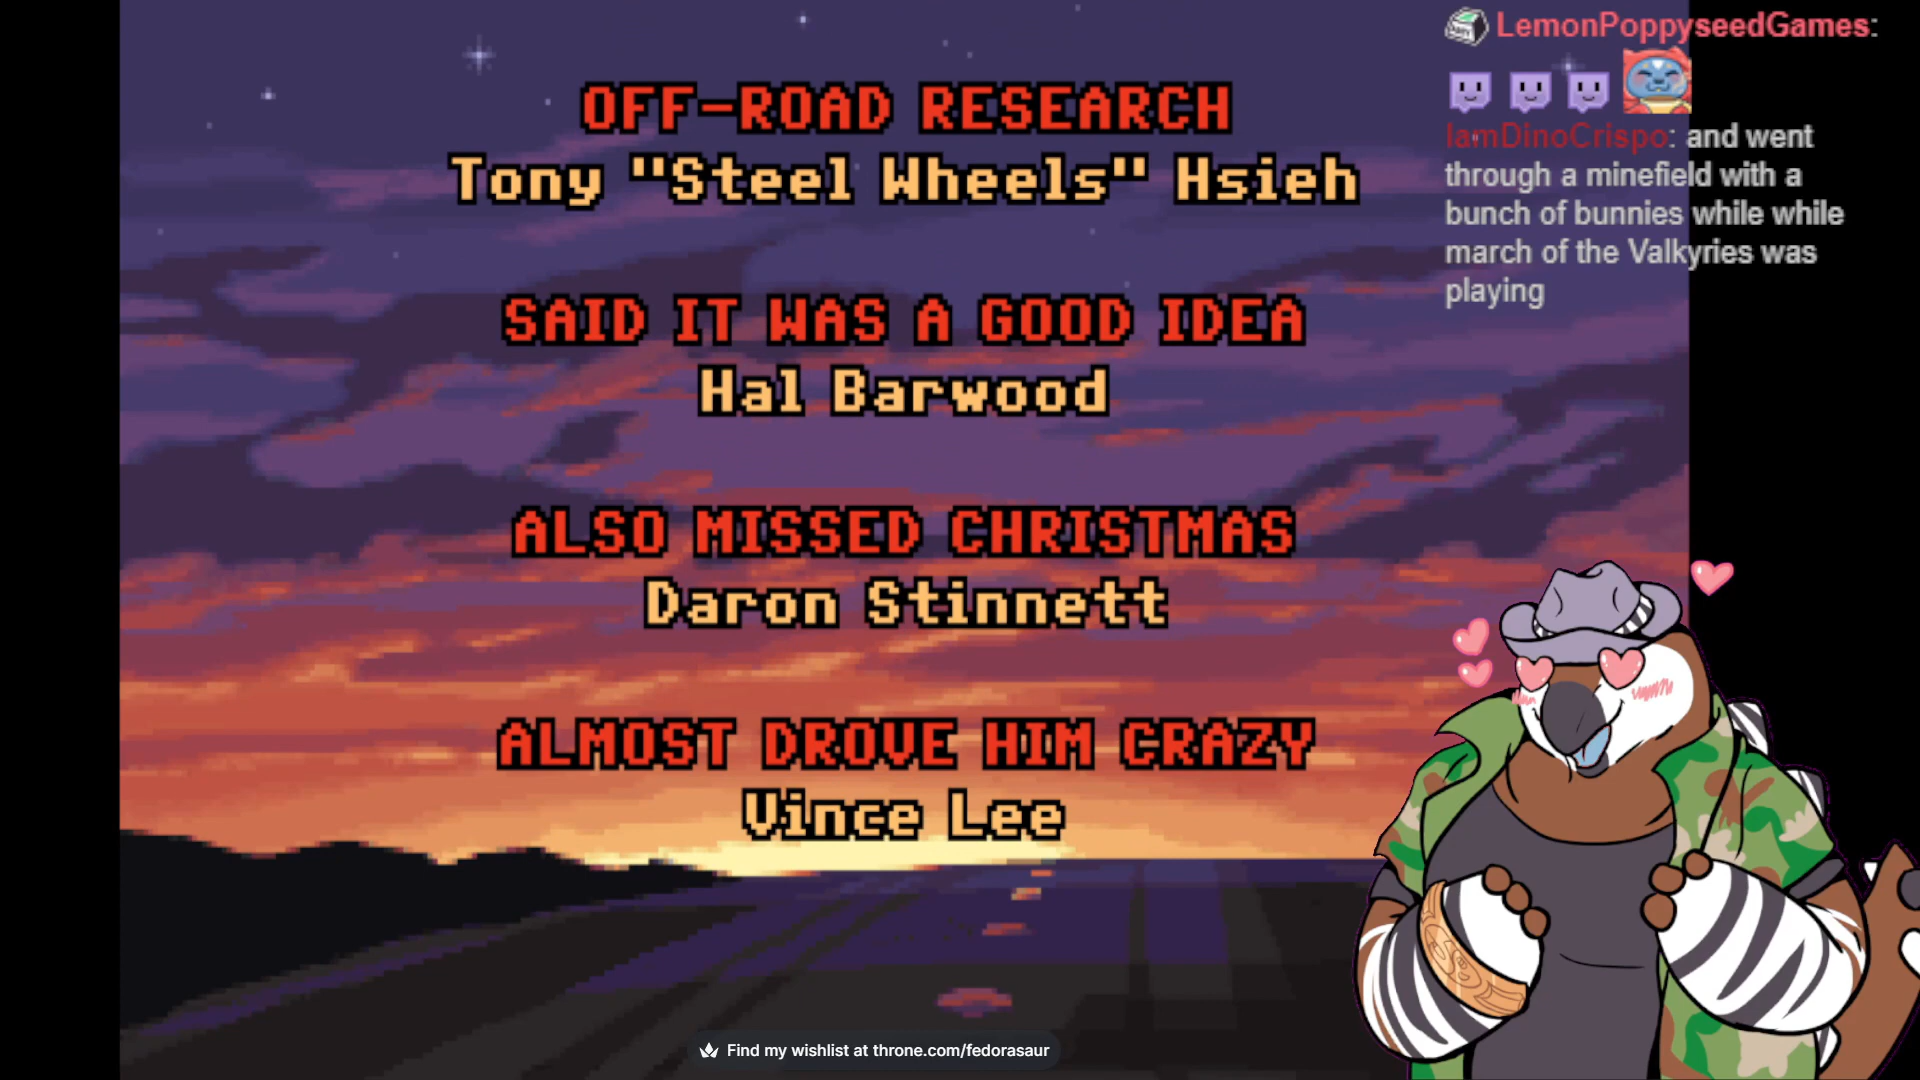 OFF-ROAD RESEARCH
Tony "Steel Wheels" Hsieh
SAID IT WAS A GOOD IDEA
Hal Barwood
ALSO MISSED CHRISTMAS
Daron Stinnett
ALMOST DROVE HIM CRAZY
Vince Lee
LemonPoppyseedGames:
IamDinoCrispo: and went
through a minefield with a
bunch of bunnies while while
march of the Valkyries was
playing
Find my wishlist at throne.com/fedorasaur